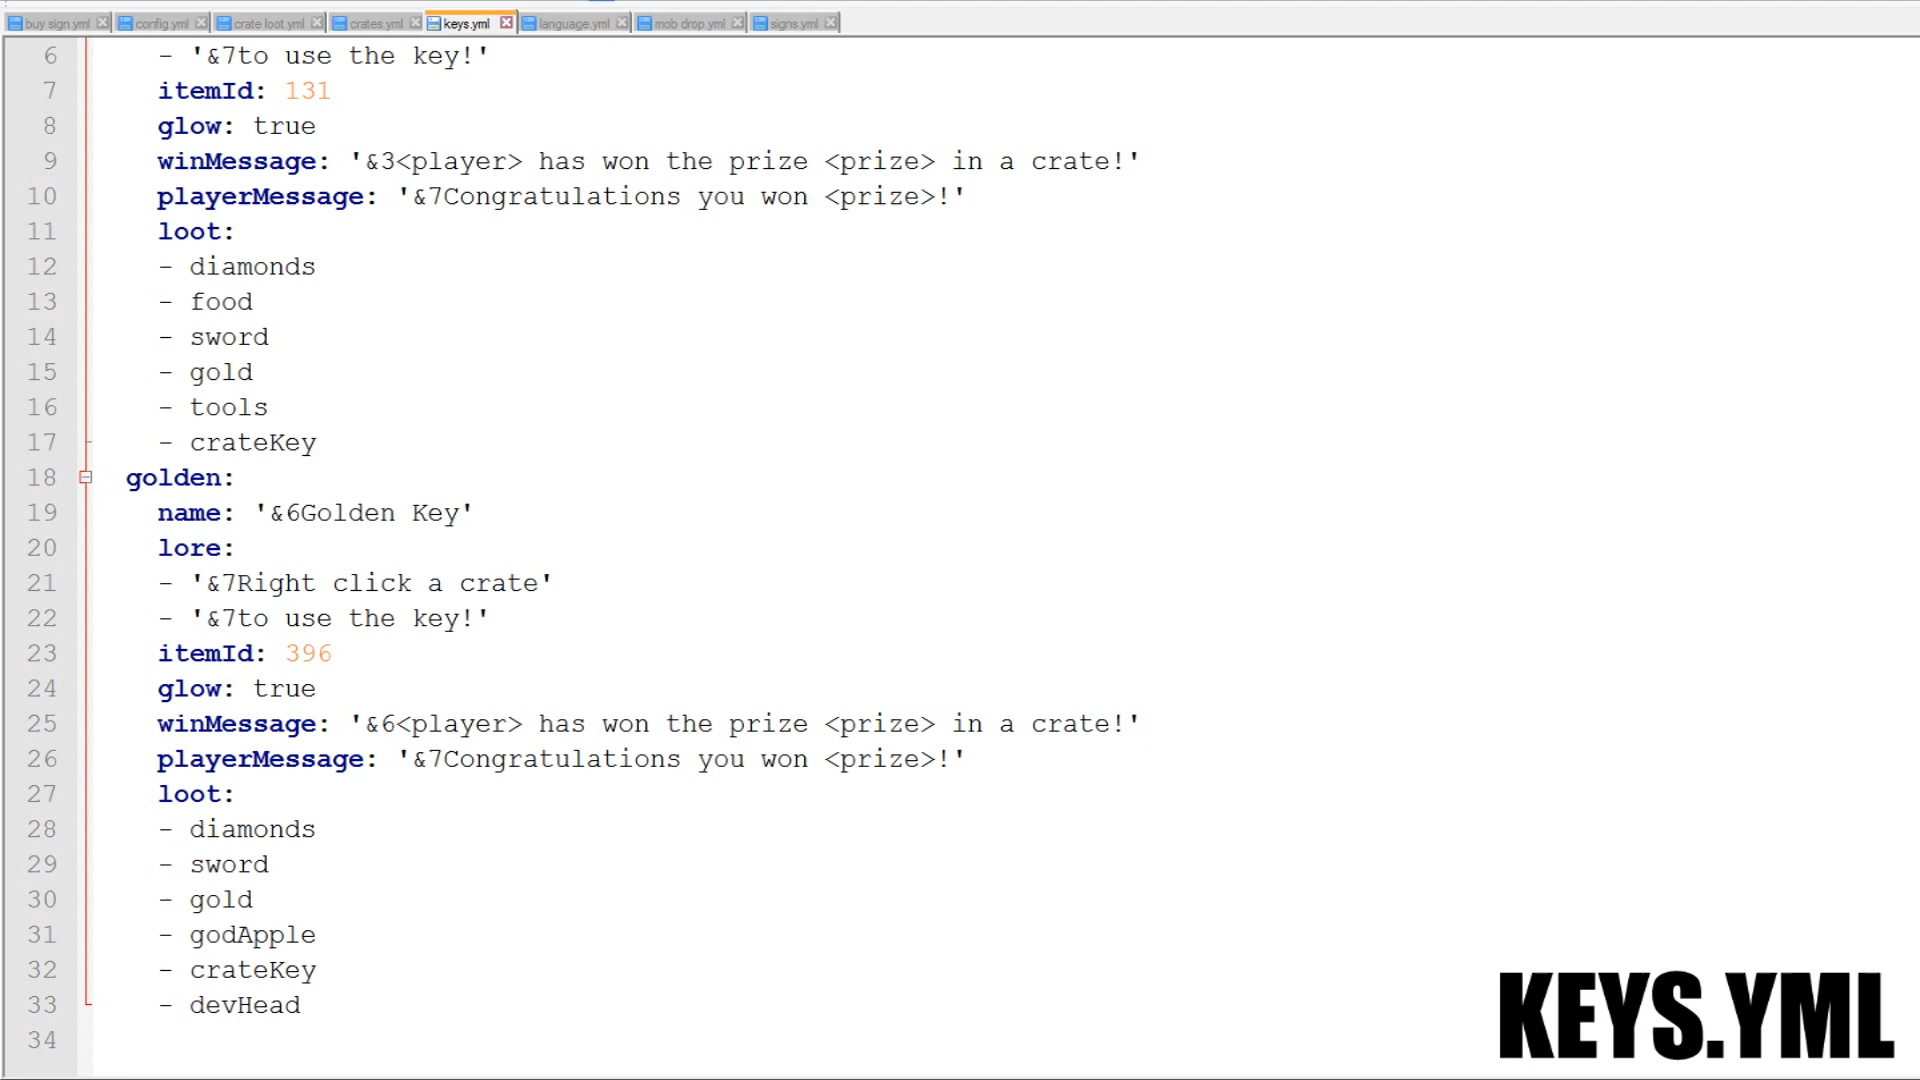 buy sign.yml config.yml crate loot.yml crates.yml keys.yml language.yml mob drop.yml signs.yml
6 - '&7to use the key!'
7 itemId: 131
8 glow: true
9 winMessage: '&3<player> has won the prize <prize> in a crate!'
10 playerMessage: '&7Congratulations you won <prize>!'
11 loot:
12 - diamonds
13 - food
14 - sword
15 - gold
16 - tools
17 - crateKey
18 golden:
19 name: '&6Golden Key'
20 lore:
21 - '&7Right click a crate'
22 - '&7to use the key!'
23 itemId: 396
24 glow: true
25 winMessage: '&6<player> has won the prize <prize> in a crate!'
26 playerMessage: '&7Congratulations you won <prize>!'
27 loot:
28 - diamonds
29 - sword
30 - gold
31 - godApple
32 - crateKey
33 - devHead
34
KEYS.YML